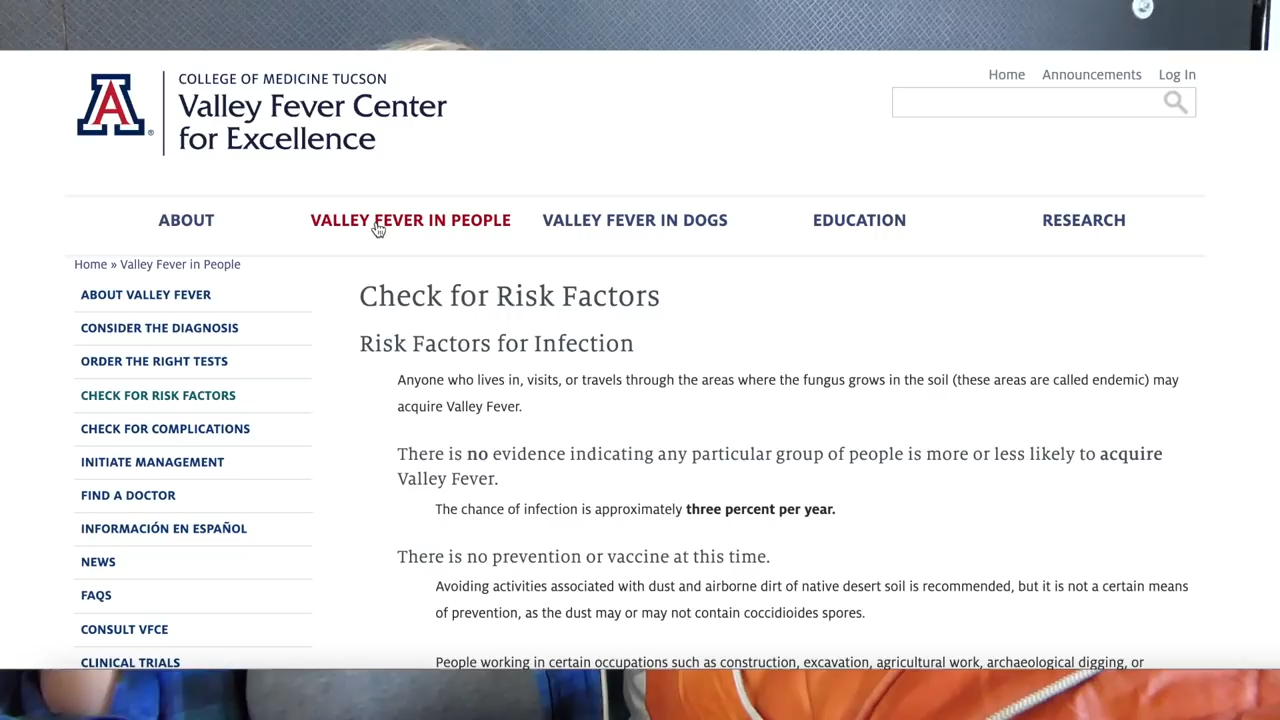 COLLEGE OF MEDICINE TUCSON
Valley Fever Center
for Excellence
Home Announcements Log In
ABOUT VALLEY FEVER IN PEOPLE VALLEY FEVER IN DOGS EDUCATION RESEARCH
Home » Valley Fever in People
ABOUT VALLEY FEVER
CONSIDER THE DIAGNOSIS
ORDER THE RIGHT TESTS
CHECK FOR RISK FACTORS
CHECK FOR COMPLICATIONS
INITIATE MANAGEMENT
FIND A DOCTOR
INFORMACIÓN EN ESPAÑOL
NEWS
FAQS
CONSULT VFCE
CLINICAL TRIALS
Check for Risk Factors
Risk Factors for Infection
Anyone who lives in, visits, or travels through the areas where the fungus grows in the soil (these areas are called endemic) may
acquire Valley Fever.
There is no evidence indicating any particular group of people is more or less likely to acquire
Valley Fever.
The chance of infection is approximately three percent per year.
There is no prevention or vaccine at this time.
Avoiding activities associated with dust and airborne dirt of native desert soil is recommended, but it is not a certain means
of prevention, as the dust may or may not contain coccidioides spores.
People working in certain occupations such as construction, excavation, agricultural work, archaeological digging, or